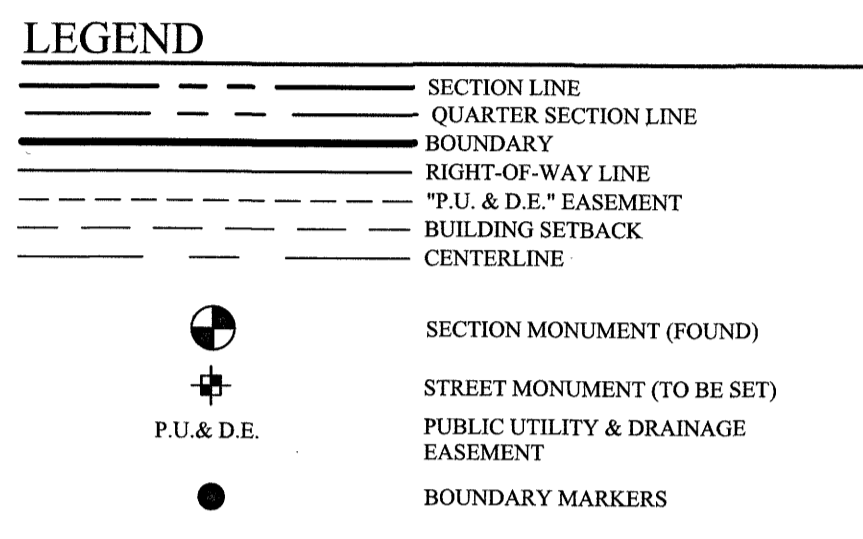 LEGEND
SECTION LINE
QUARTER SECTION LINE
BOUNDARY
RIGHT-OF-WAY LINE
"P.U. & D.E." EASEMENT
BUILDING SETBACK
CENTERLINE
SECTION MONUMENT (FOUND)
STREET MONUMENT (TO BE SET)
P.U.& D.E. PUBLIC UTILITY & DRAINAGE
EASEMENT
BOUNDARY MARKERS